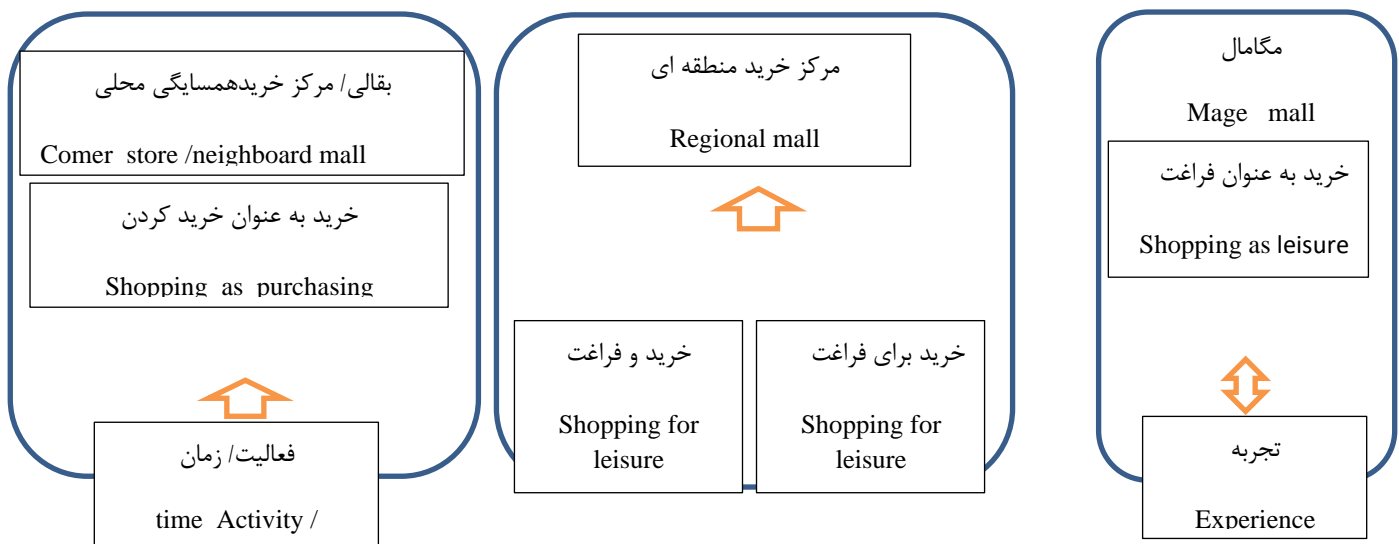 بقالی/ مرکز خریدهمسایگی محلی
Comer store /neighboard mall
خرید به عنوان خرید کردن
Shopping as purchasing
فعالیت/ زمان
time Activity /
مرکز خرید منطقه ای
Regional mall
خرید و فراغت
Shopping for
leisure
خرید برای فراغت
Shopping for
leisure
مگامال
Mage mall
خرید به عنوان فراغت
Shopping as leisure
تجربه
Experience